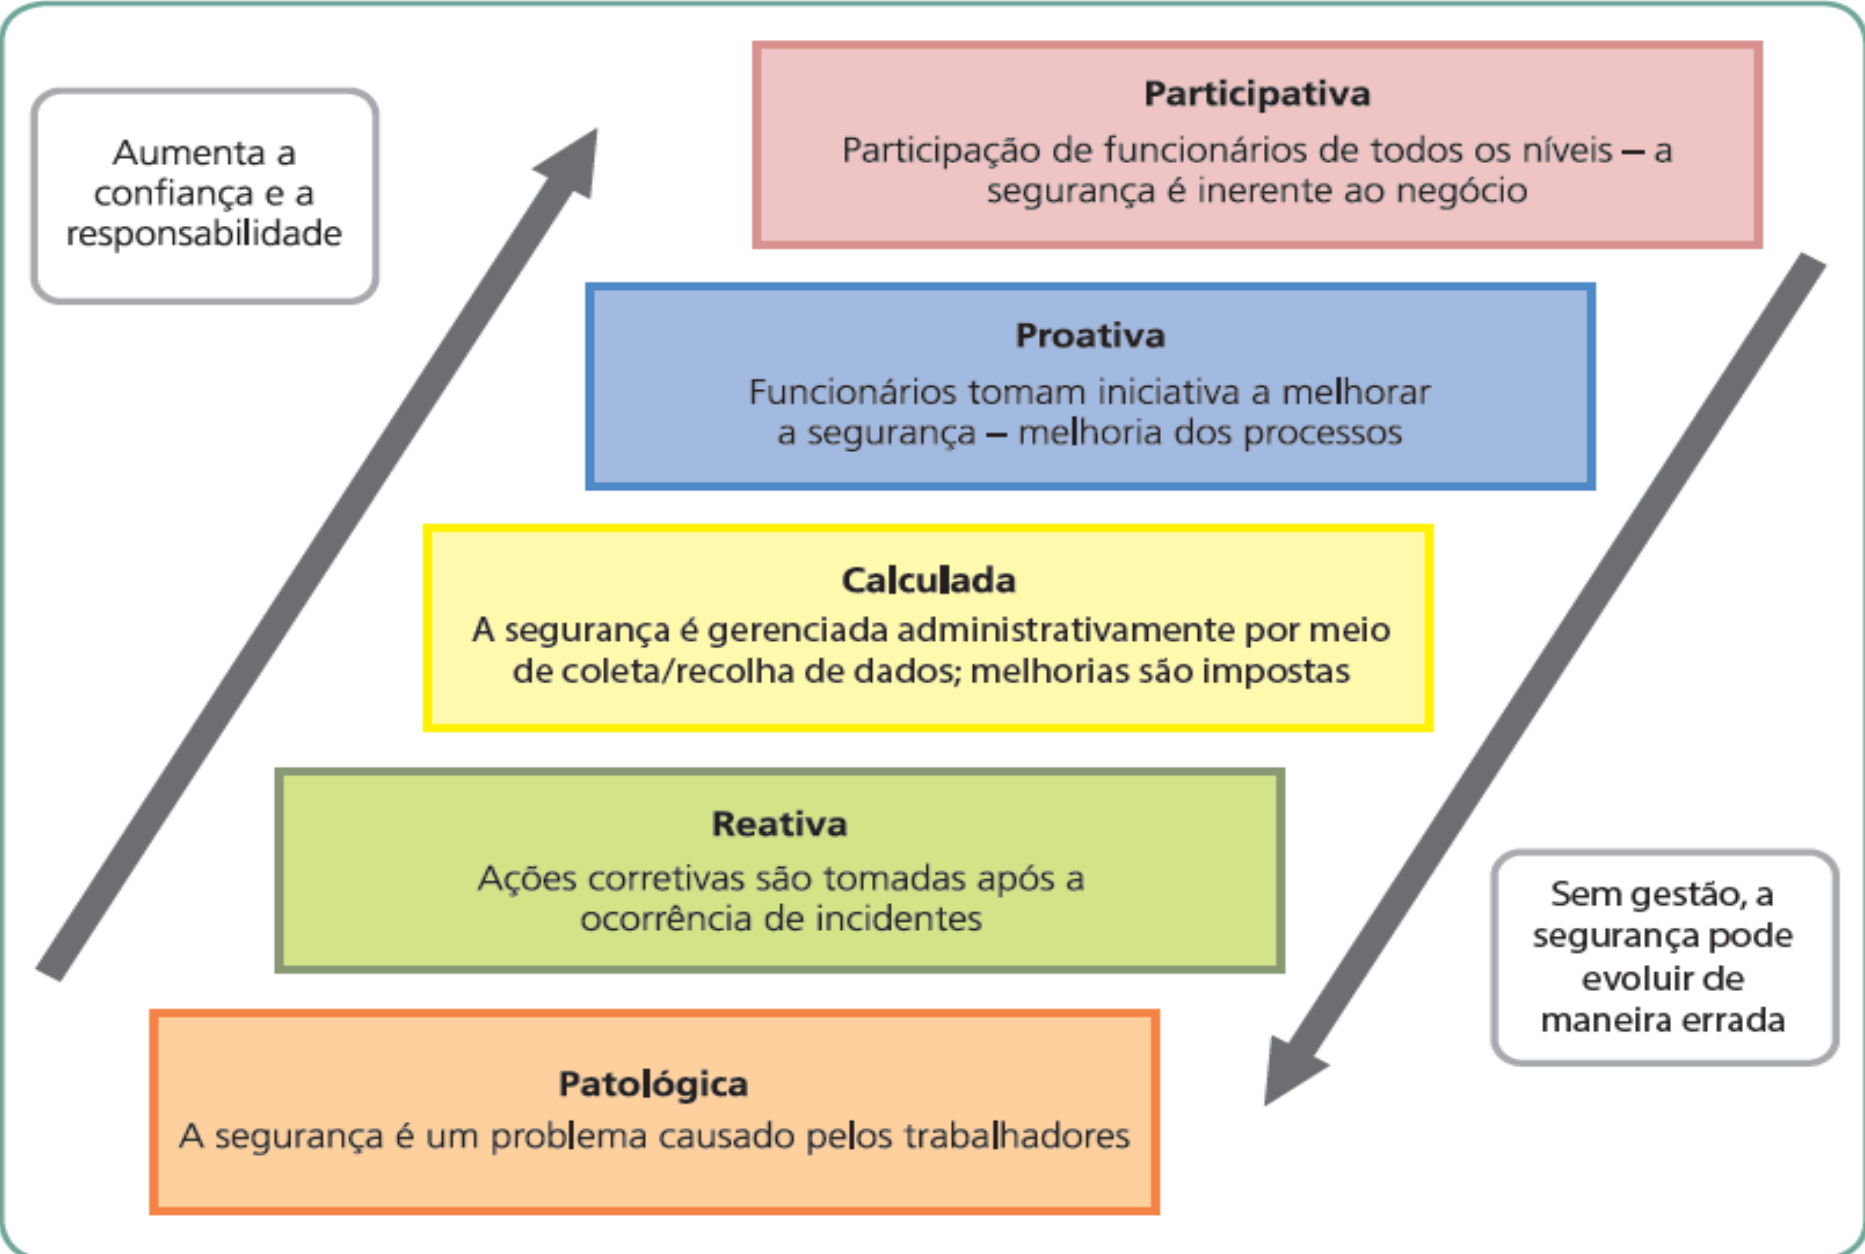 Aumenta a
confiança e a
responsabilidade
Participativa
Participação de funcionários de todos os níveis – a
segurança é inerente ao negócio
Proativa
Funcionários tomam iniciativa a melhorar
a segurança – melhoria dos processos
Calculada
A segurança é gerenciada administrativamente por meio
de coleta/recolha de dados; melhorias são impostas
Reativa
Ações corretivas são tomadas após a
ocorrência de incidentes
Sem gestão, a
segurança pode
evoluir de
maneira errada
Patológica
A segurança é um problema causado pelos trabalhadores